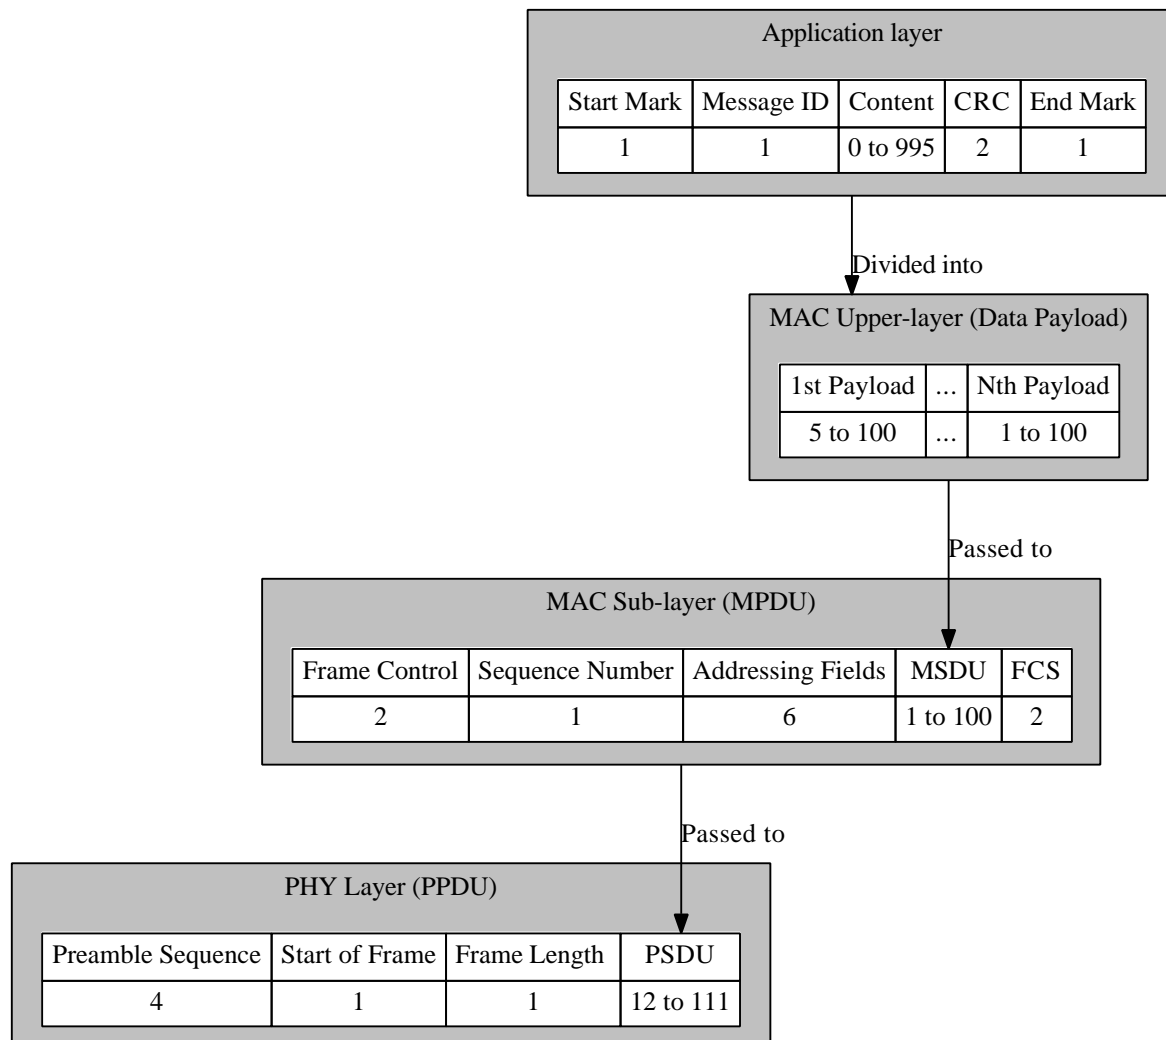 Application layer
Start Mark Message ID Content CRC End Mark
1 1 0 to 995 2 1
Divided into
MAC Upper-layer (Data Payload)
1st Payload ... Nth Payload
5 to 100 ... 1 to 100
Passed to
MAC Sub-layer (MPDU)
Frame Control Sequence Number Addressing Fields MSDU FCS
2 1 6 1 to 100 2
Passed to
PHY Layer (PPDU)
Preamble Sequence Start of Frame Frame Length PSDU
4 1 1 12 to 111